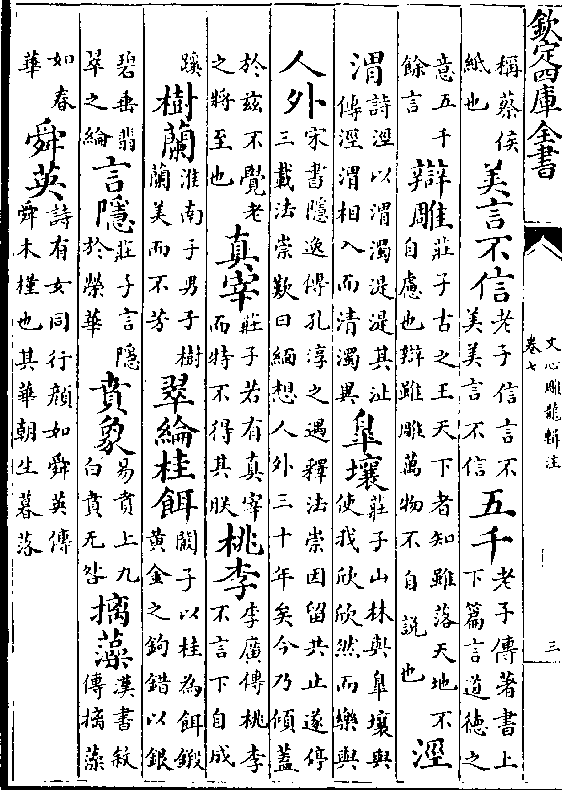 欽定四庫全書
文心雕龍輯注
卷七
三
稱蔡侯紙也 美言不信 老子信言不美美言不信 五千 老子傳著書上下篇言道德之
意五千餘言 辯雕 莊子古之王天下者知雖落天地不自慮也辯雖雕萬物不自說也 涇
渭 詩涇以渭濁湜湜其沚傳涇渭相入而清濁異 臯壤 莊子山林與臯壤與使我欣欣然而樂與
人外 宋書隱逸傳孔淳之遇釋法崇因留共止遂停三載法崇歎曰緬想人外三十年矣今乃傾蓋
於兹不覺老之將至也 真宰 莊子若有真宰而特不得其朕 桃李 李廣傳桃李不言下自成
蹊 樹蘭 淮南子男子樹蘭美而不芳 翠綸桂餌 闕子以桂為餌鍛黃金之鉤錯以銀
碧垂翡翠之綸 言隱 莊子言隱於榮華 賁象 易賁上九白賁无咎 摛藻 漢書敘傳摛藻
如春華 舜英 詩有女同行顔如舜英傳舜木槿也其華朝生暮落